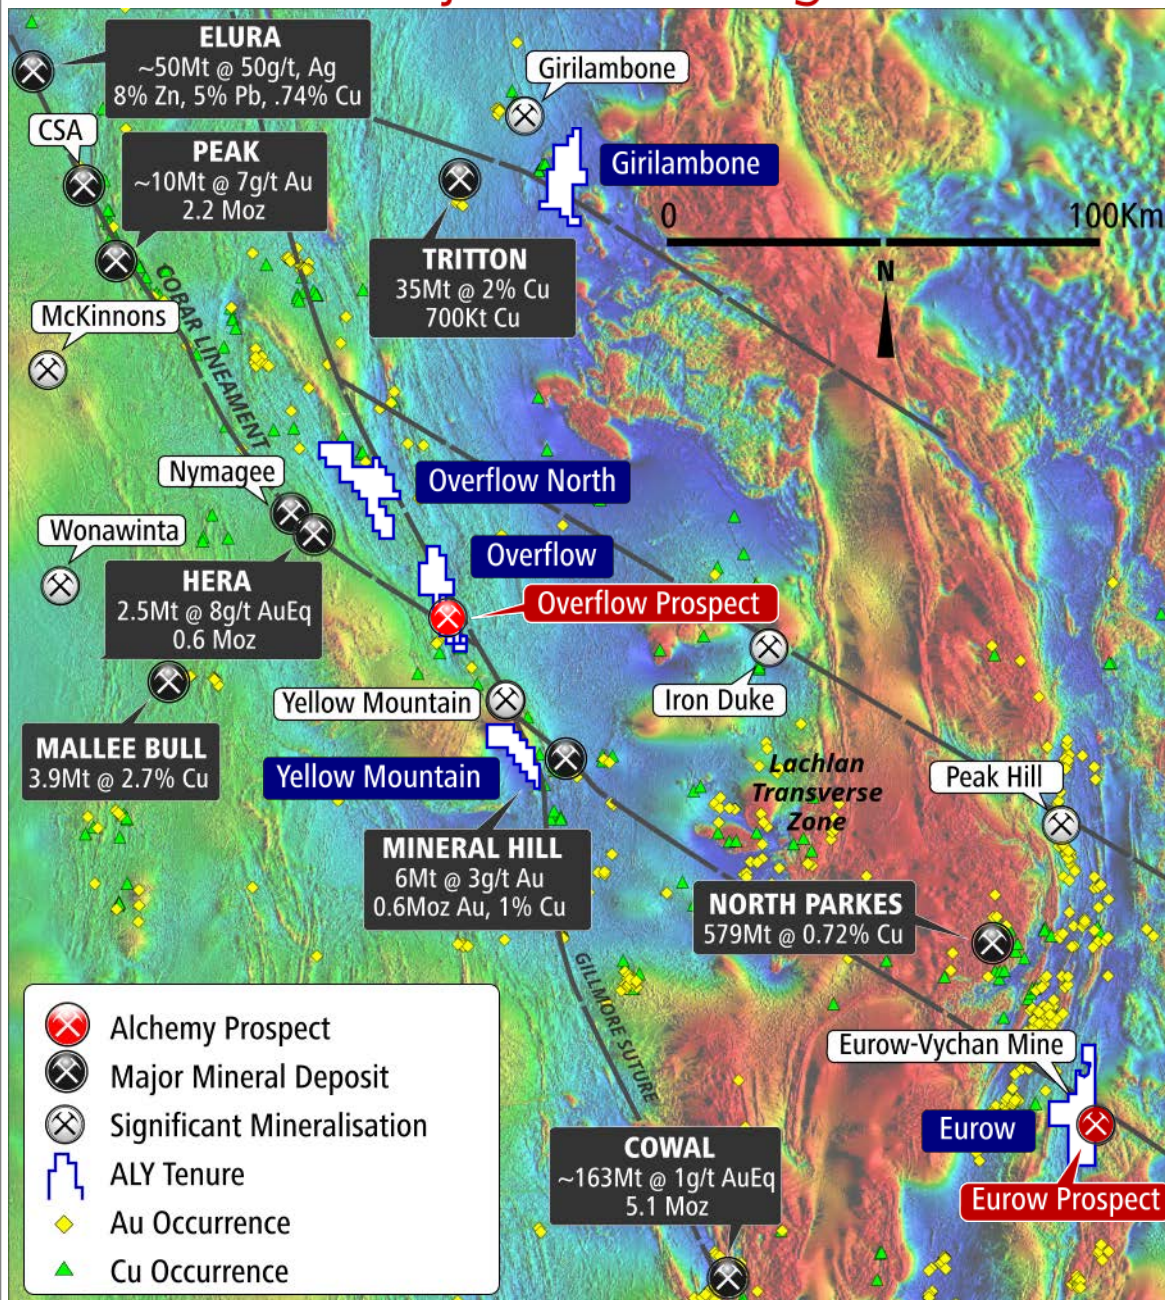 ELURA
~50Mt @ 50g/t, Ag
8% Zn, 5% Pb, .74% Cu
Girilambone
CSA
PEAK
~10Mt @ 7g/t Au
2.2 Moz
Girilambone
0
100Km
TRITTON
35Mt @ 2% Cu
700Kt Cu
N
McKinnons
COBAR LINEAMENT
Nymagee
Overflow North
Wonawinta
Overflow
HERA
2.5Mt @ 8g/t AuEq
0.6 Moz
Overflow Prospect
Yellow Mountain
Iron Duke
MALLEE BULL
3.9Mt @ 2.7% Cu
Yellow Mountain
Lachlan
Transverse
Zone
Peak Hill
MINERAL HILL
6Mt @ 3g/t Au
0.6Moz Au, 1% Cu
NORTH PARKES
579Mt @ 0.72% Cu
GILLMORE SUTURE
Eurow-Vychan Mine
Eurow
Eurow Prospect
COWAL
~163Mt @ 1g/t AuEq
5.1 Moz
Alchemy Prospect
Major Mineral Deposit
Significant Mineralisation
ALY Tenure
Au Occurrence
Cu Occurrence